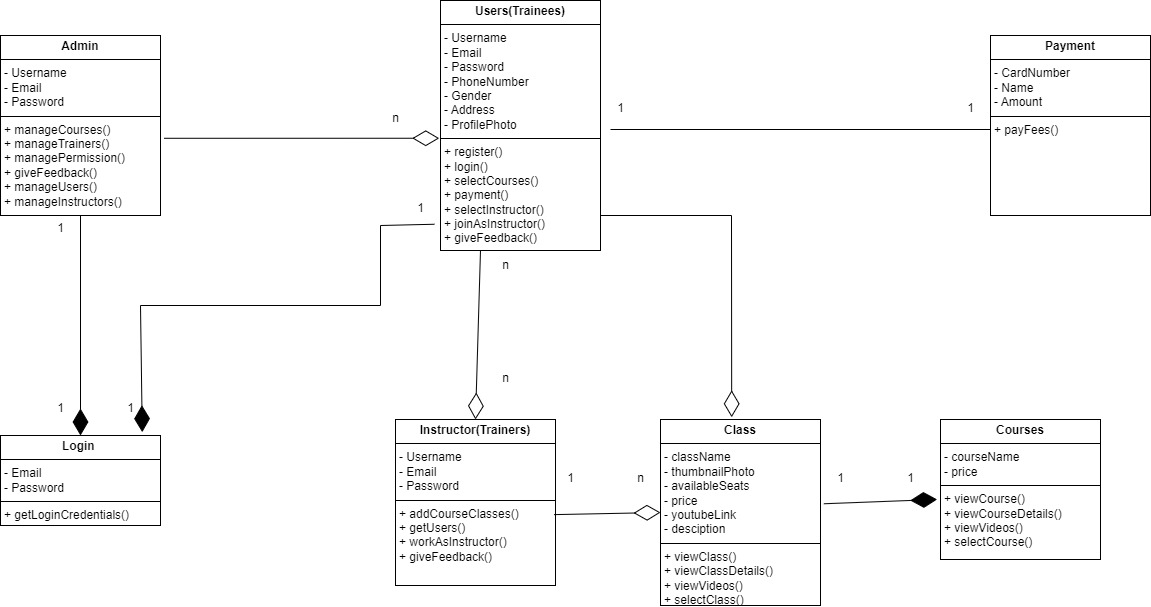 Users(Trainees)
- Username
- Email
- Password
- PhoneNumber
- Gender
- Address
- ProfilePhoto
+ register()
+ login()
+ selectCourses()
+ payment()
+ selectInstructor()
+ joinAsInstructor()
+ giveFeedback()
Admin
- Username
- Email
- Password
+ manageCourses()
+ manageTrainers()
+ managePermission()
+ giveFeedback()
+ manageUsers()
+ manageInstructors()
n
1
1
Payment
- CardNumber
- Name
- Amount
+ payFees()
1
1
n
n
1
1
Login
- Email
- Password
+ getLoginCredentials()
Instructor(Trainers)
- Username
- Email
- Password
+ addCourseClasses()
+ getUsers()
+ workAsInstructor()
+ giveFeedback()
1
n
Class
- className
- thumbnailPhoto
- availableSeats
- price
- youtubeLink
- desciption
+ viewClass()
+ viewClassDetails()
+ viewVideos()
+ selectClass()
1
1
Courses
- courseName
- price
+ viewCourse()
+ viewCourseDetails()
+ viewVideos()
+ selectCourse()